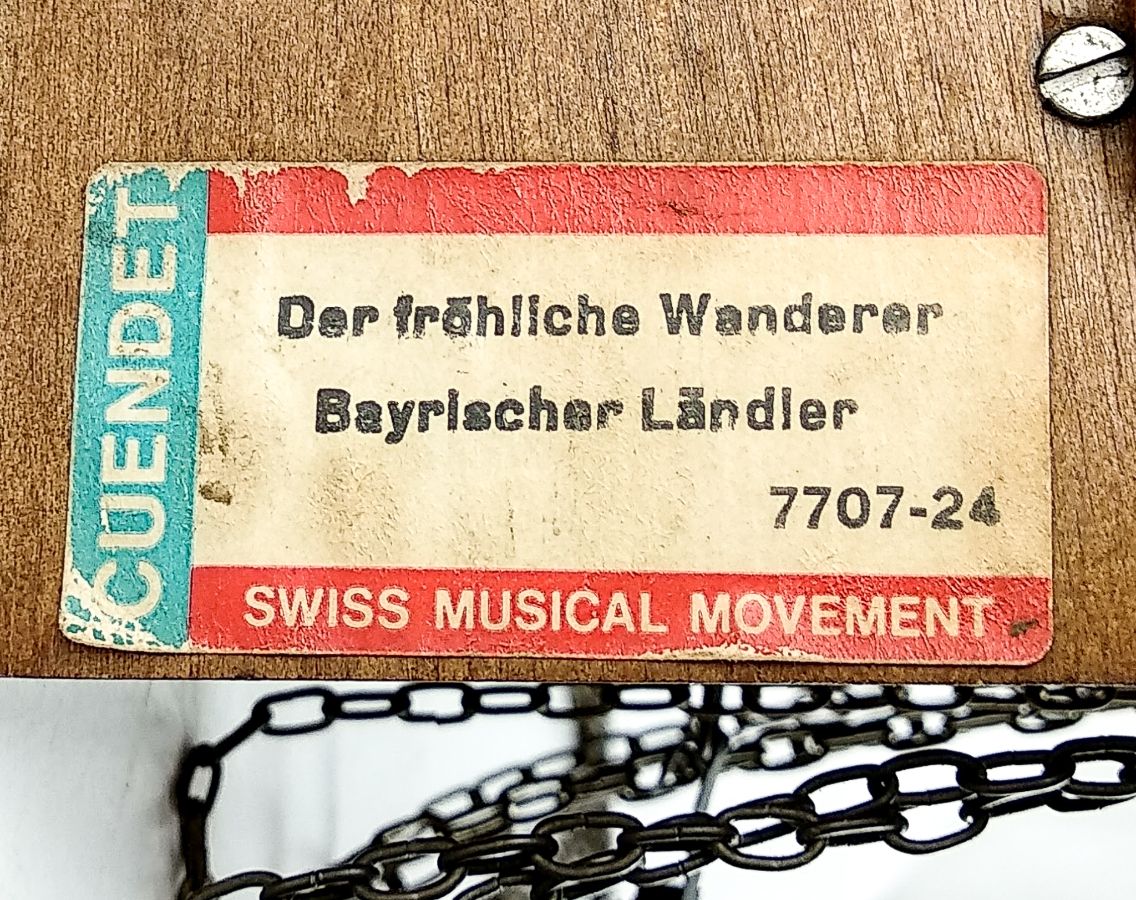 CUENDET
Der fröhliche Wanderer
Bayrischer Ländler
7707-24
SWISS MUSICAL MOVEMENT